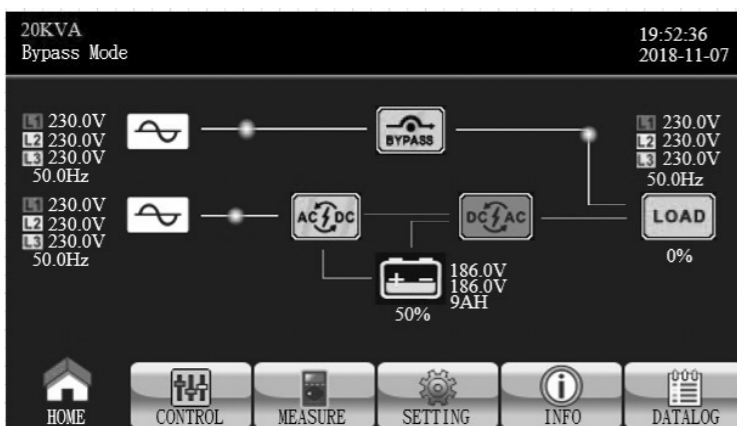 20KVA
Bypass Mode
19:52:36
2018-11-07
L1 230.0V
L2 230.0V
L3 230.0V
50.0Hz
BYPASS
L1 230.0V
L2 230.0V
L3 230.0V
50.0Hz
L1 230.0V
L2 230.0V
L3 230.0V
50.0Hz
AC DC
DC AC
LOAD
0%
+ -
186.0V
186.0V
9AH
50%
HOME
CONTROL
MEASURE
SETTING
INFO
DATALOG